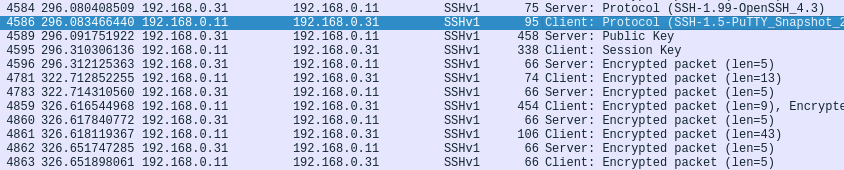 4584 296.080408509 192.168.0.31 192.168.0.11 SSHv1 75 Server: Protocol (SSH-1.99-OpenSSH_4.3)
4586 296.083466440 192.168.0.11 192.168.0.31 SSHv1 95 Client: Protocol (SSH-1.5-PuTTY_Snapshot_2
4589 296.091751922 192.168.0.31 192.168.0.11 SSHv1 458 Server: Public Key
4595 296.310306136 192.168.0.11 192.168.0.31 SSHv1 338 Client: Session Key
4596 296.312125363 192.168.0.31 192.168.0.11 SSHv1 66 Server: Encrypted packet (len=5)
4781 322.712852255 192.168.0.11 192.168.0.31 SSHv1 74 Client: Encrypted packet (len=13)
4783 322.714310560 192.168.0.31 192.168.0.11 SSHv1 66 Server: Encrypted packet (len=5)
4859 326.616544968 192.168.0.11 192.168.0.31 SSHv1 454 Client: Encrypted packet (len=9), Encrypte
4860 326.617840772 192.168.0.31 192.168.0.11 SSHv1 66 Server: Encrypted packet (len=5)
4861 326.618119367 192.168.0.11 192.168.0.31 SSHv1 106 Client: Encrypted packet (len=43)
4862 326.651747285 192.168.0.31 192.168.0.11 SSHv1 66 Server: Encrypted packet (len=5)
4863 326.651898061 192.168.0.11 192.168.0.31 SSHv1 66 Client: Encrypted packet (len=5)